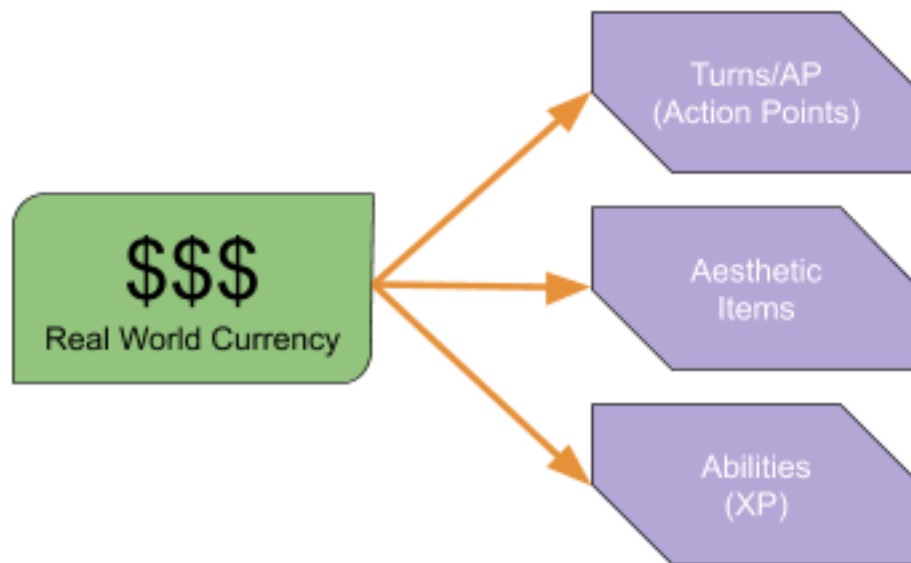 $$$
Real World Currency
Turns/AP
(Action Points)
Aesthetic
Items
Abilities
(XP)